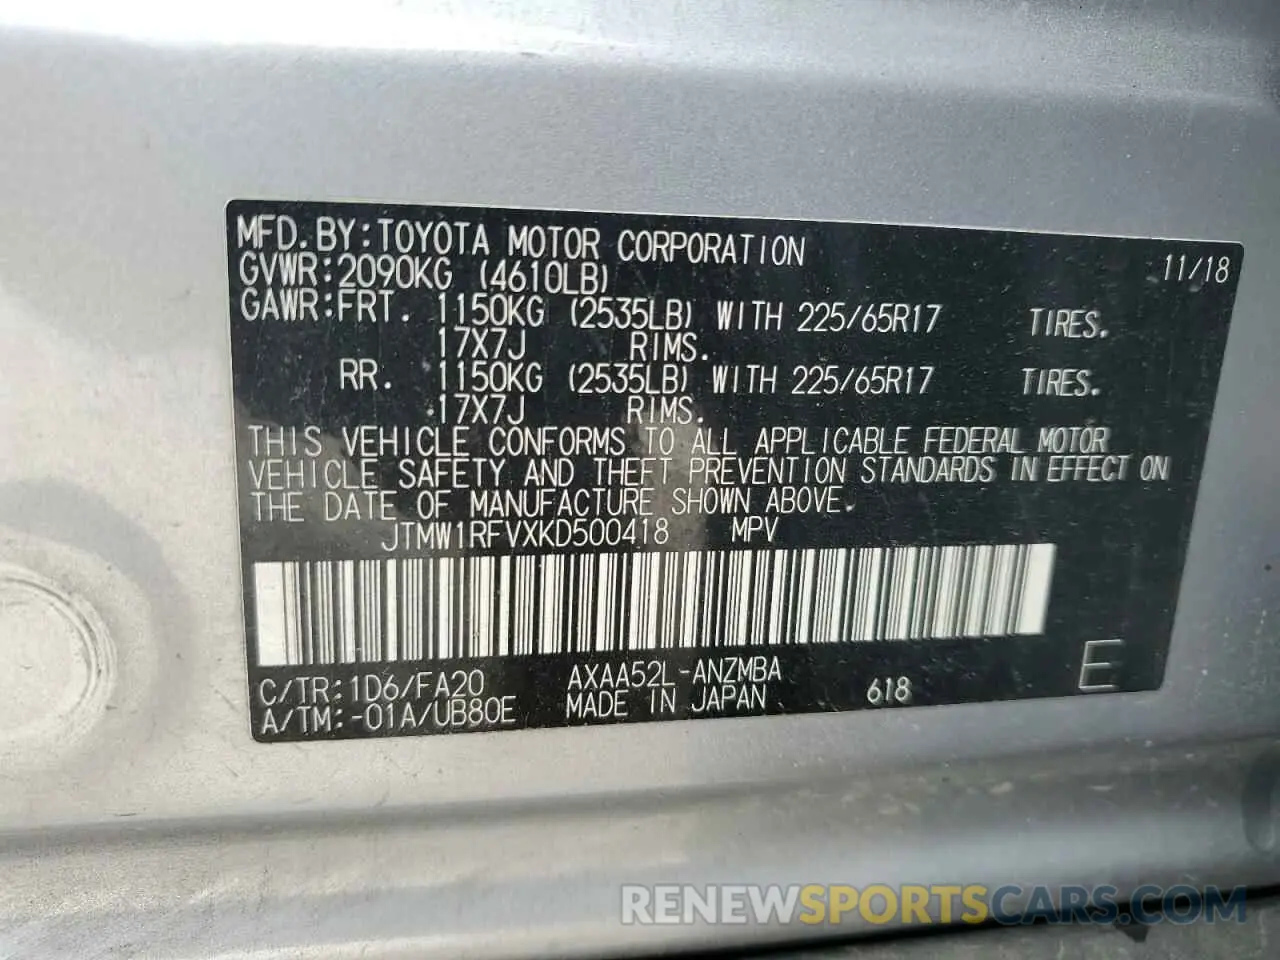 MFD.BY:TOYOTA MOTOR CORPORATION 11/18
GVWR:2090KG (4610LB)
GAWR:FRT. 1150KG (2535LB) WITH 225/65R17 TIRES.
17X7J RIMS.
RR. 1150KG (2535LB) WITH 225/65R17 TIRES.
17X7J RIMS.
THIS VEHICLE CONFORMS TO ALL APPLICABLE FEDERAL MOTOR
VEHICLE SAFETY AND THEFT PREVENTION STANDARDS IN EFFECT ON
THE DATE OF MANUFACTURE SHOWN ABOVE.
JTMW1RFVXKD500418 MPV
C/TR:1D6/FA20 AXAA52L-ANZMBA
A/TM:-01A/UB80E MADE IN JAPAN 618 E
RENEWSPORTSCARS.COM